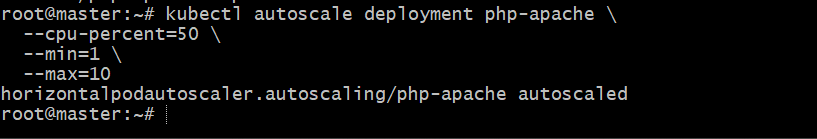 root@master:~# kubectl autoscale deployment php-apache \
  --cpu-percent=50 \
  --min=1 \
  --max=10
horizontalpodautoscaler.autoscaling/php-apache autoscaled
root@master:~#